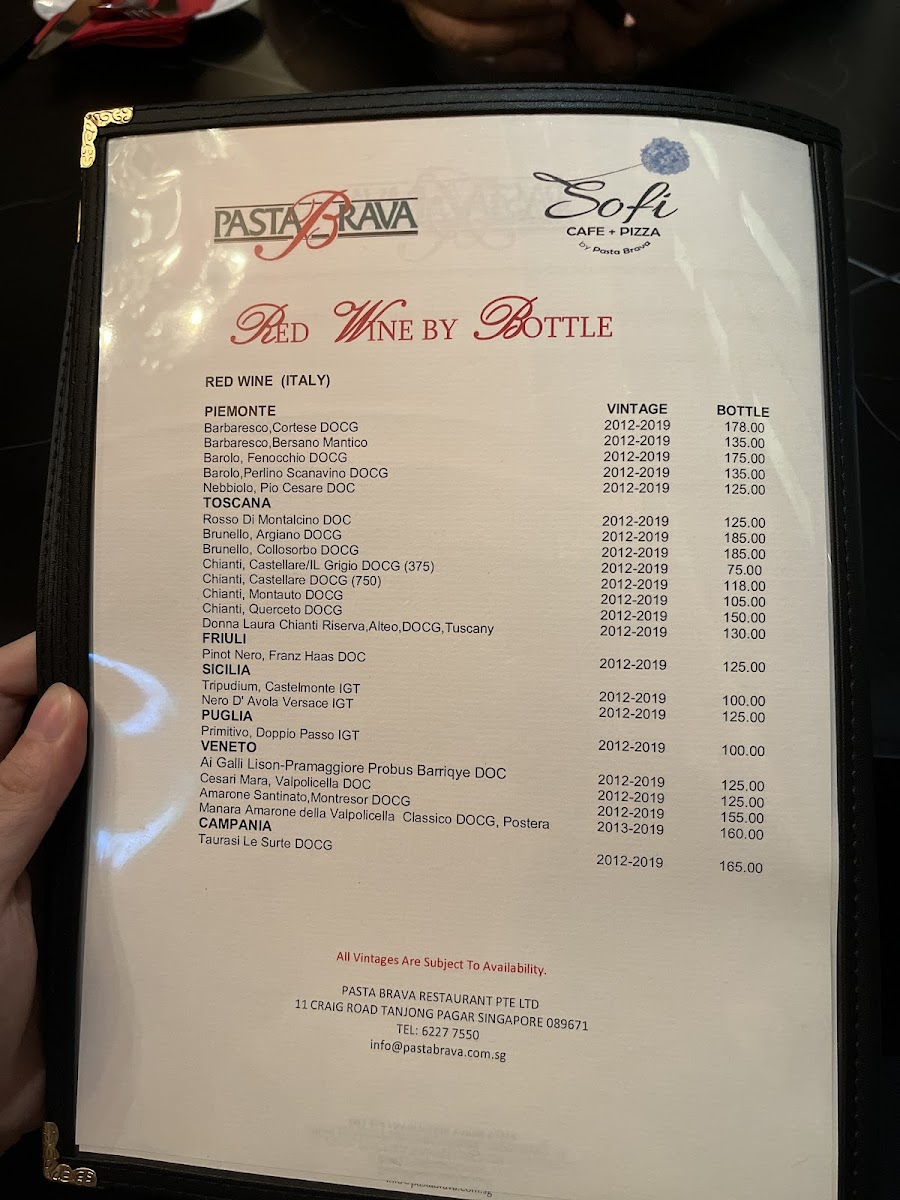 PASTA BRAVA
Sofi
CAFE + PIZZA
by Pasta Brava
RED WINE BY BOTTLE
RED WINE (ITALY)
PIEMONTE VINTAGE BOTTLE
Barbaresco,Cortese DOCG 2012-2019 178.00
Barbaresco,Bersano Mantico 2012-2019 135.00
Barolo, Fenocchio DOCG 2012-2019 175.00
Barolo,Perlino Scanavino DOCG 2012-2019 135.00
Nebbiolo, Pio Cesare DOC 2012-2019 125.00
TOSCANA
Rosso Di Montalcino DOC 2012-2019 125.00
Brunello, Argiano DOCG 2012-2019 185.00
Brunello, Collosorbo DOCG 2012-2019 185.00
Chianti, Castellare/IL Grigio DOCG (375) 2012-2019 75.00
Chianti, Castellare DOCG (750) 2012-2019 118.00
Chianti, Montauto DOCG 2012-2019 105.00
Chianti, Querceto DOCG 2012-2019 150.00
Donna Laura Chianti Riserva,Alteo,DOCG,Tuscany 2012-2019 130.00
FRIULI
Pinot Nero, Franz Haas DOC 2012-2019 125.00
SICILIA
Tripudium, Castelmonte IGT 2012-2019 100.00
Nero D' Avola Versace IGT 2012-2019 125.00
PUGLIA
Primitivo, Doppio Passo IGT 2012-2019 100.00
VENETO
Ai Galli Lison-Pramaggiore Probus Barriqye DOC 2012-2019 125.00
Cesari Mara, Valpolicella DOC 2012-2019 125.00
Amarone Santinato,Montresor DOCG 2012-2019 155.00
Manara Amarone della Valpolicella Classico DOCG, Postera 2013-2019 160.00
CAMPANIA
Taurasi Le Surte DOCG 2012-2019 165.00
All Vintages Are Subject To Availability.
PASTA BRAVA RESTAURANT PTE LTD
11 CRAIG ROAD TANJONG PAGAR SINGAPORE 089671
TEL: 6227 7550
info@pastabrava.com.sg